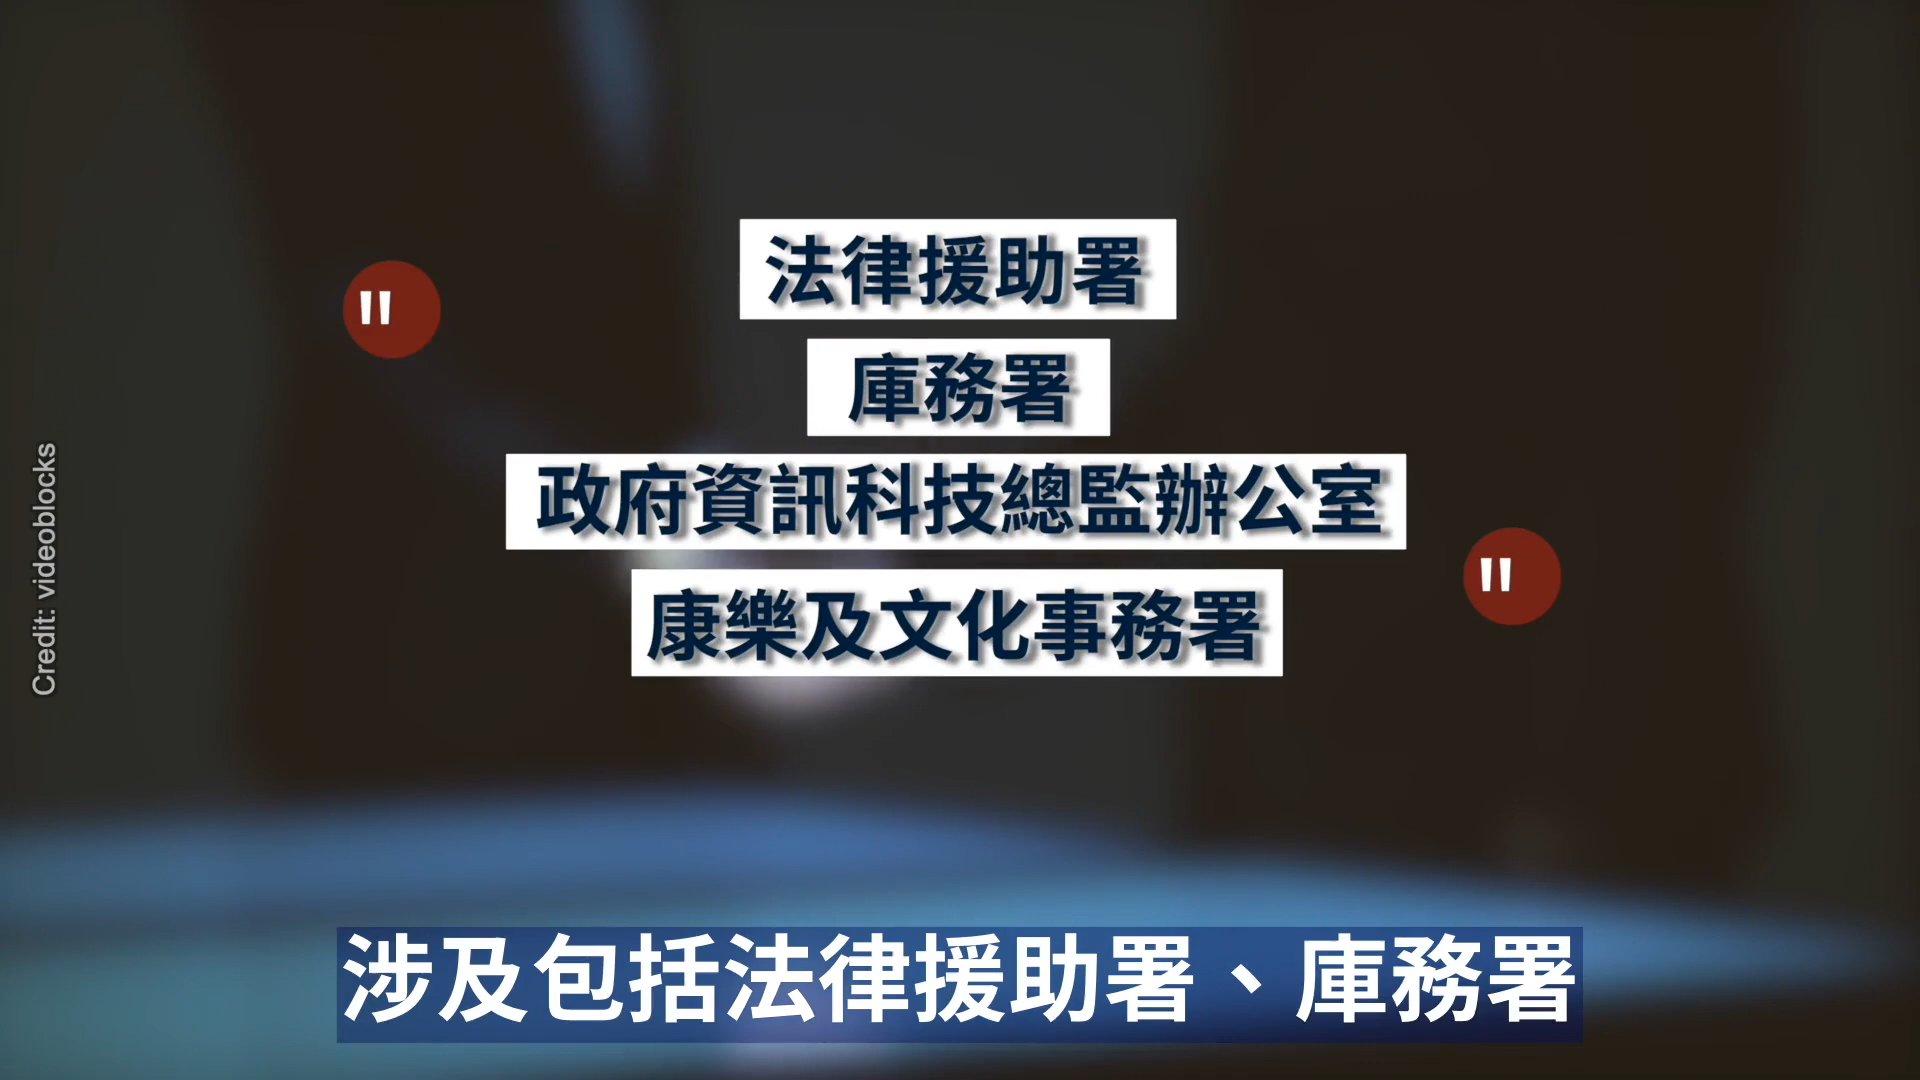 法律援助署
"
庫務署
政府資訊科技總監辦公室
"
康樂及文化事務署
Credit: videoblocks
涉及包括法律援助署、庫務署